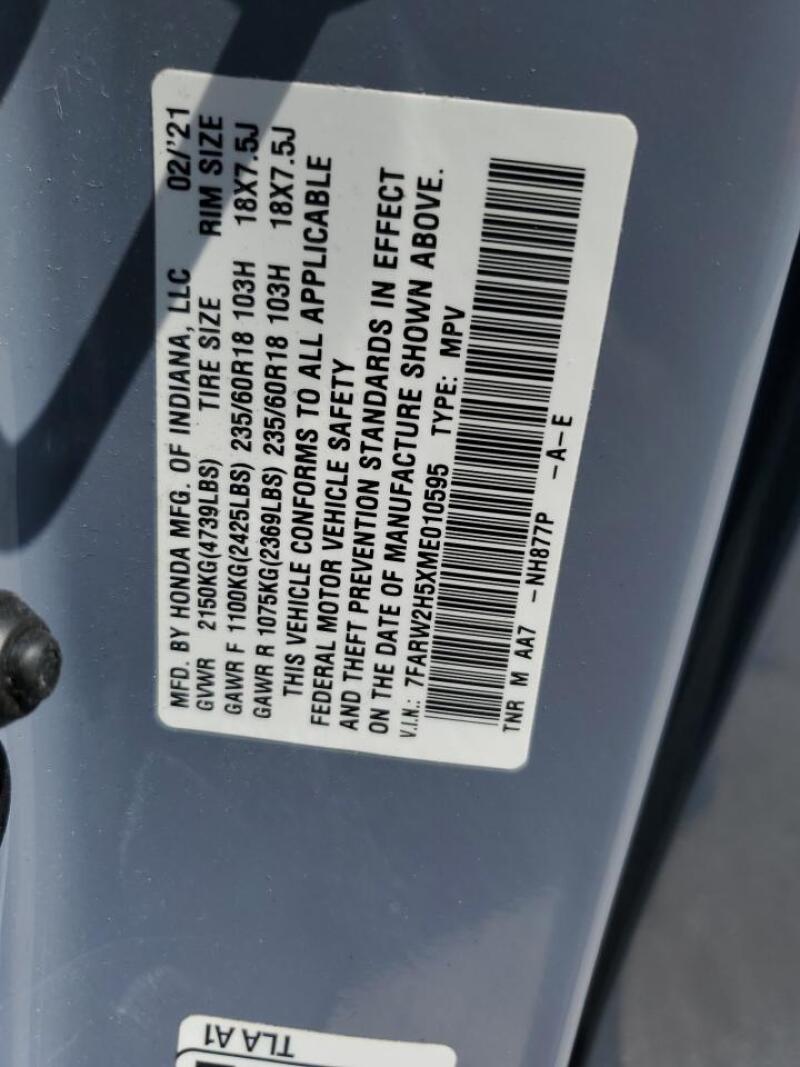 MFD. BY HONDA MFG. OF INDIANA, LLC 02/'21
GVWR 2150KG(4739LBS) TIRE SIZE RIM SIZE
GAWR F 1100KG(2425LBS) 235/60R18 103H 18X7.5J
GAWR R 1075KG(2369LBS) 235/60R18 103H 18X7.5J
THIS VEHICLE CONFORMS TO ALL APPLICABLE
FEDERAL MOTOR VEHICLE SAFETY
AND THEFT PREVENTION STANDARDS IN EFFECT
ON THE DATE OF MANUFACTURE SHOWN ABOVE.
V.I.N.: 7FARW2H5XME010595 TYPE: MPV
TNR M AA7 -NH877P -A-E
TLA A1